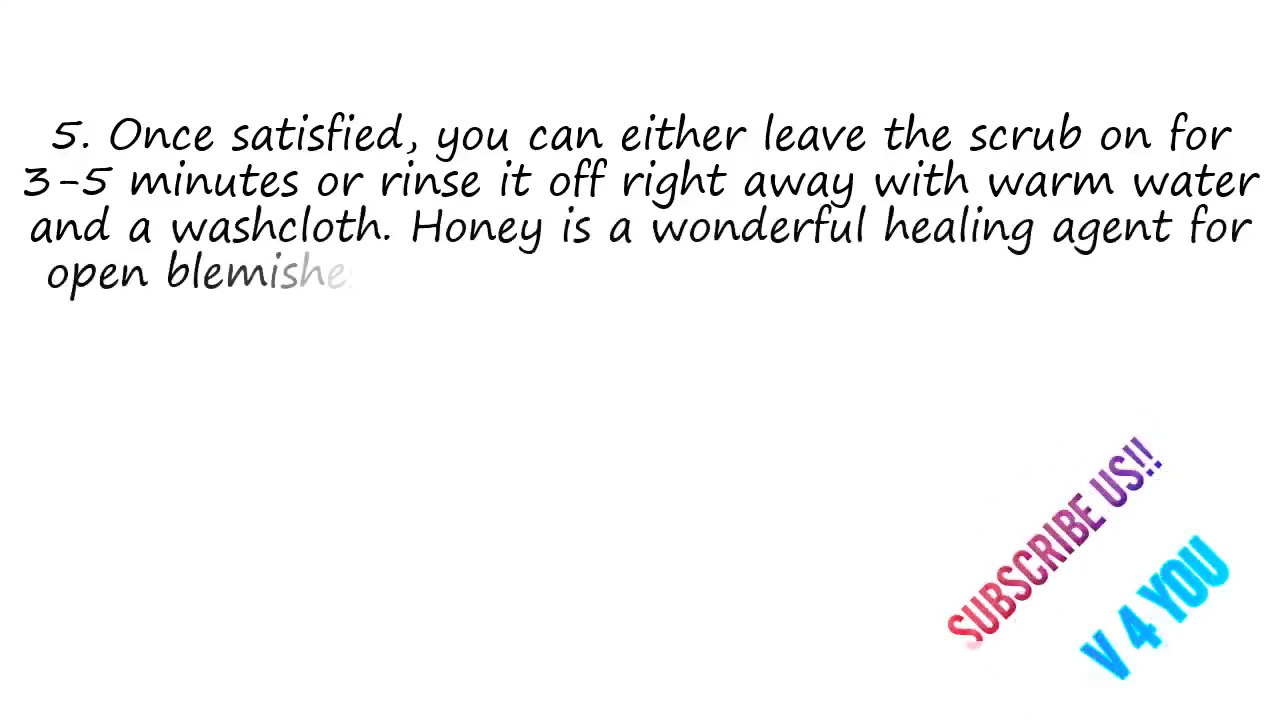 5. Once satisfied, you can either leave the scrub on for
3-5 minutes or rinse it off right away with warm water
and a washcloth. Honey is a wonderful healing agent for
open blemishes
SUBSCRIBE US!!
V 4 YOU